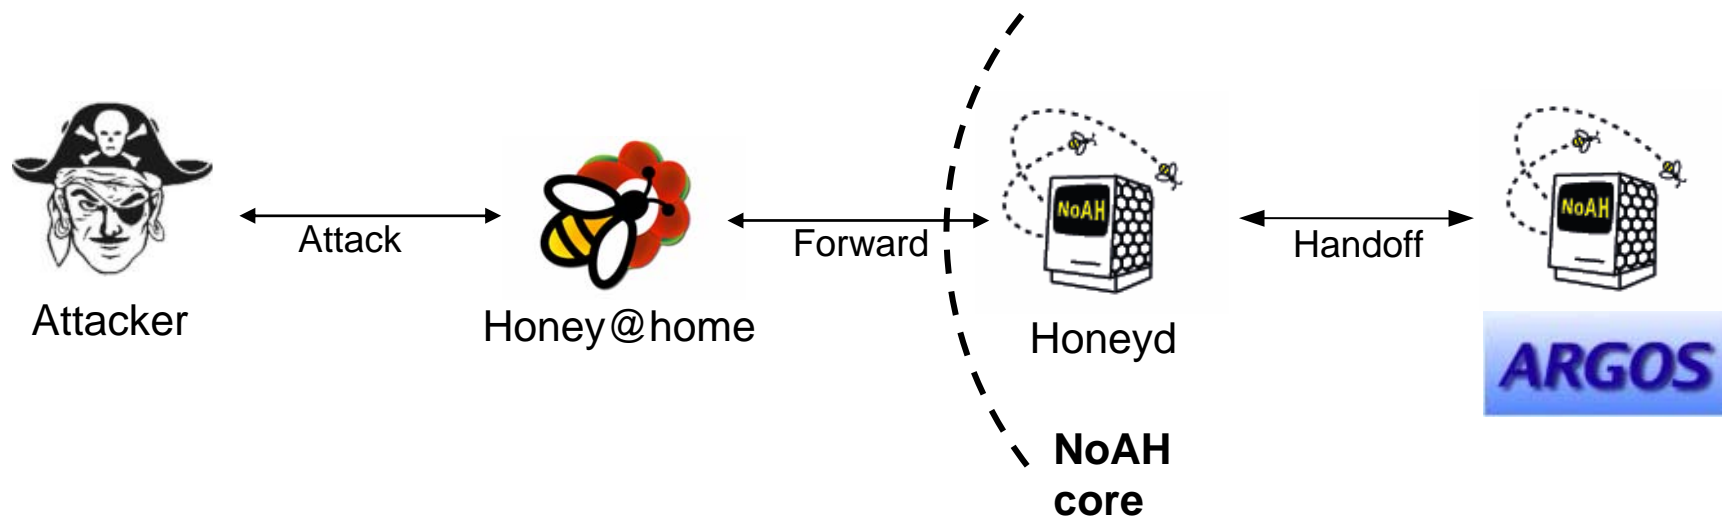 NoAH
NoAH
Attack
Forward
Handoff
Attacker
Honey@home
Honeyd
ARGOS
NoAH
core